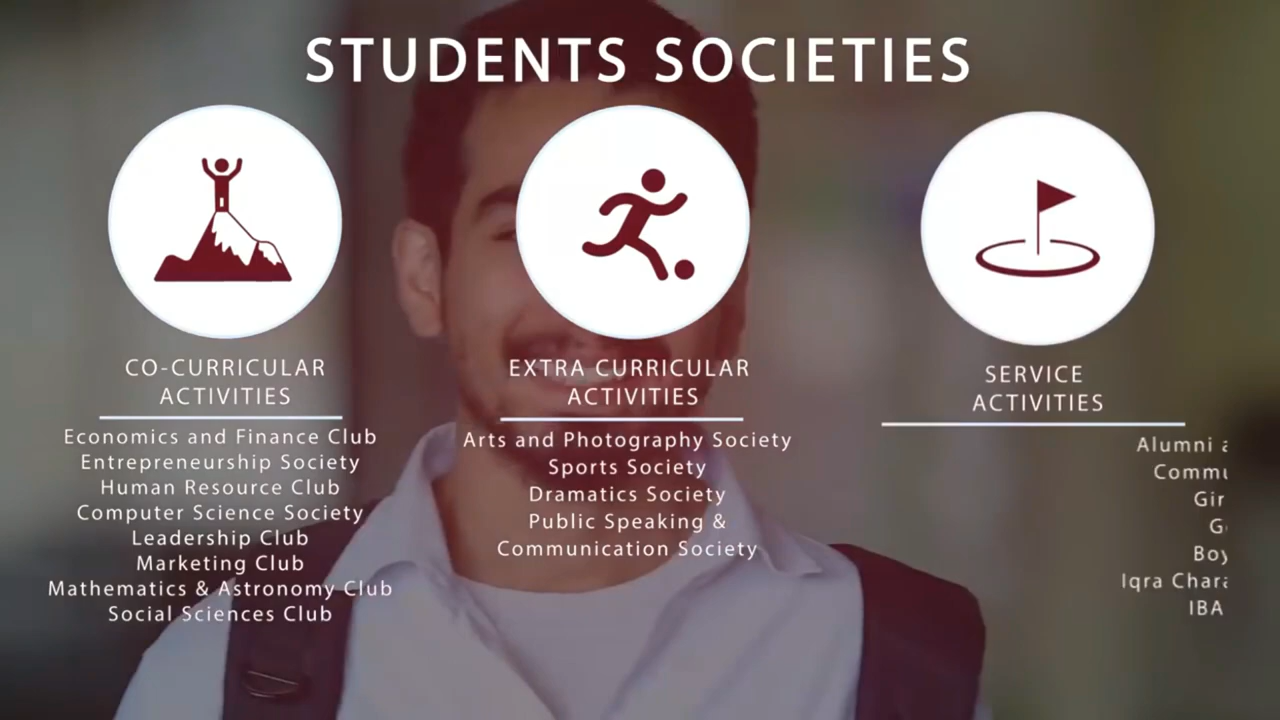 STUDENTS SOCIETIES
CO-CURRICULAR
ACTIVITIES
Economics and Finance Club
Entrepreneurship Society
Human Resource Club
Computer Science Society
Leadership Club
Marketing Club
Mathematics & Astronomy Club
Social Sciences Club
EXTRA CURRICULAR
ACTIVITIES
Arts and Photography Society
Sports Society
Dramatics Society
Public Speaking &
Communication Society
SERVICE
ACTIVITIES
Alumni
Iqra
IBA